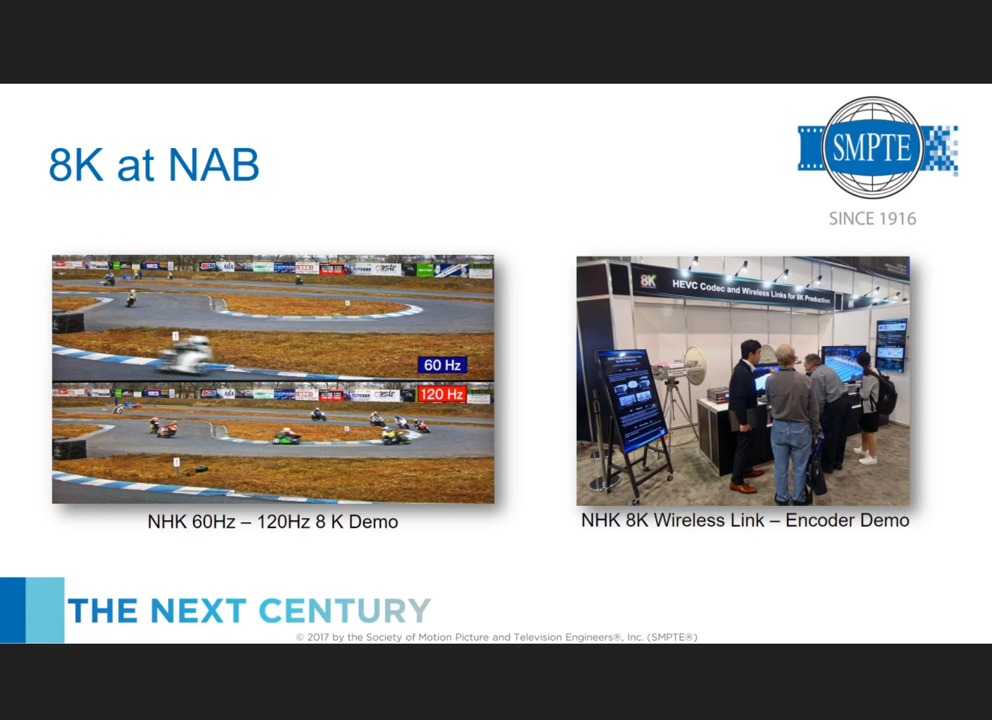 8K at NAB
SMPTE
SINCE 1916
60 Hz
120 Hz
8K HEVC Codec and Wireless Links for 8K Production
NHK 60Hz – 120Hz 8 K Demo
NHK 8K Wireless Link – Encoder Demo
THE NEXT CENTURY
© 2017 by the Society of Motion Picture and Television Engineers®, Inc. (SMPTE®)